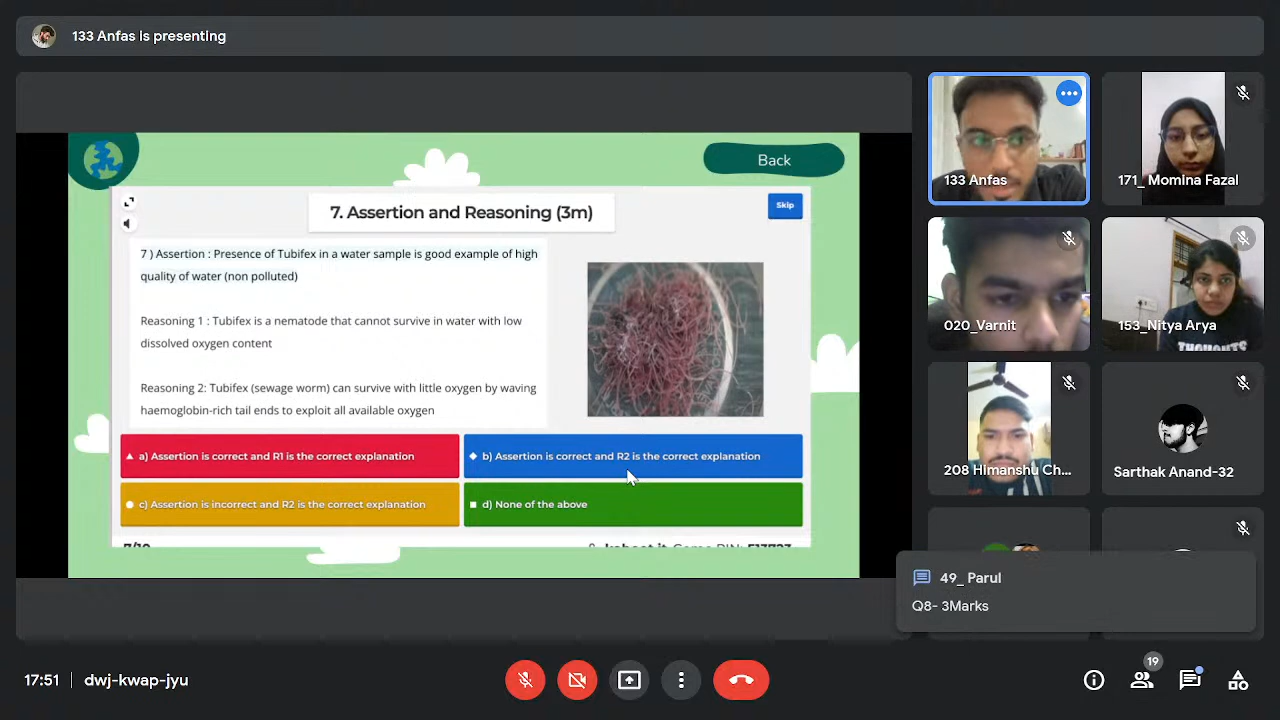 133 Anfas is presenting
Back
7. Assertion and Reasoning (3m)
Skip
7 ) Assertion : Presence of Tubifex in a water sample is good example of high
quality of water (non polluted)
Reasoning 1 : Tubifex is a nematode that cannot survive in water with low
dissolved oxygen content
Reasoning 2: Tubifex (sewage worm) can survive with little oxygen by waving
haemoglobin-rich tail ends to exploit all available oxygen
a) Assertion is correct and R1 is the correct explanation
b) Assertion is correct and R2 is the correct explanation
c) Assertion is incorrect and R2 is the correct explanation
d) None of the above
133 Anfas
171_ Momina Fazal
020_Varnit
153_Nitya Arya
THOUGHTS
208 Himanshu Ch...
Sarthak Anand-32
49_ Parul
Q8- 3Marks
17:51 | dwj-kwap-jyu
19